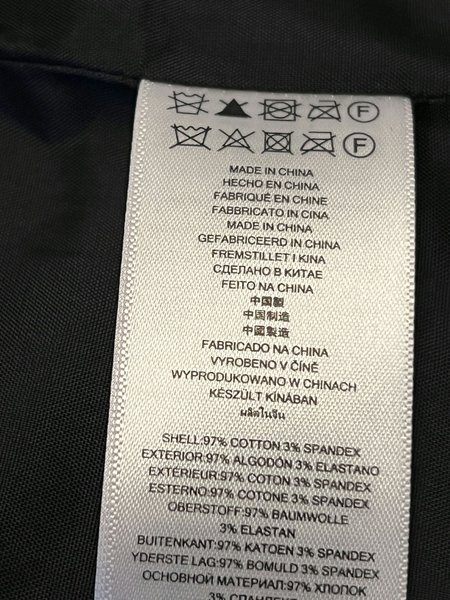 F
F
MADE IN CHINA
HECHO EN CHINA
FABRIQUÉ EN CHINE
FABBRICATO IN CINA
MADE IN CHINA
GEFABRICEERD IN CHINA
FREMSTILLET I KINA
СДЕЛАНО В КИТАЕ
FEITO NA CHINA
中国製
中国制造
中國製造
FABRICADO NA CHINA
VYROBENO V ČÍNĚ
WYPRODUKOWANO W CHINACH
KÉSZÜLT KÍNÁBAN
ผลิตในจีน
SHELL:97% COTTON 3% SPANDEX
EXTERIOR:97% ALGODÓN 3% ELASTANO
EXTERIEUR:97% COTON 3% SPANDEX
ESTERNO:97% COTONE 3% SPANDEX
OBERSTOFF:97% BAUMWOLLE
3% ELASTAN
BUITENKANT:97% KATOEN 3% SPANDEX
YDERSTE LAG:97% BOMULD 3% SPANDEX
ОСНОВНОЙ МАТЕРИАЛ:97% ХЛОПОК
3% СПАНДЕКС